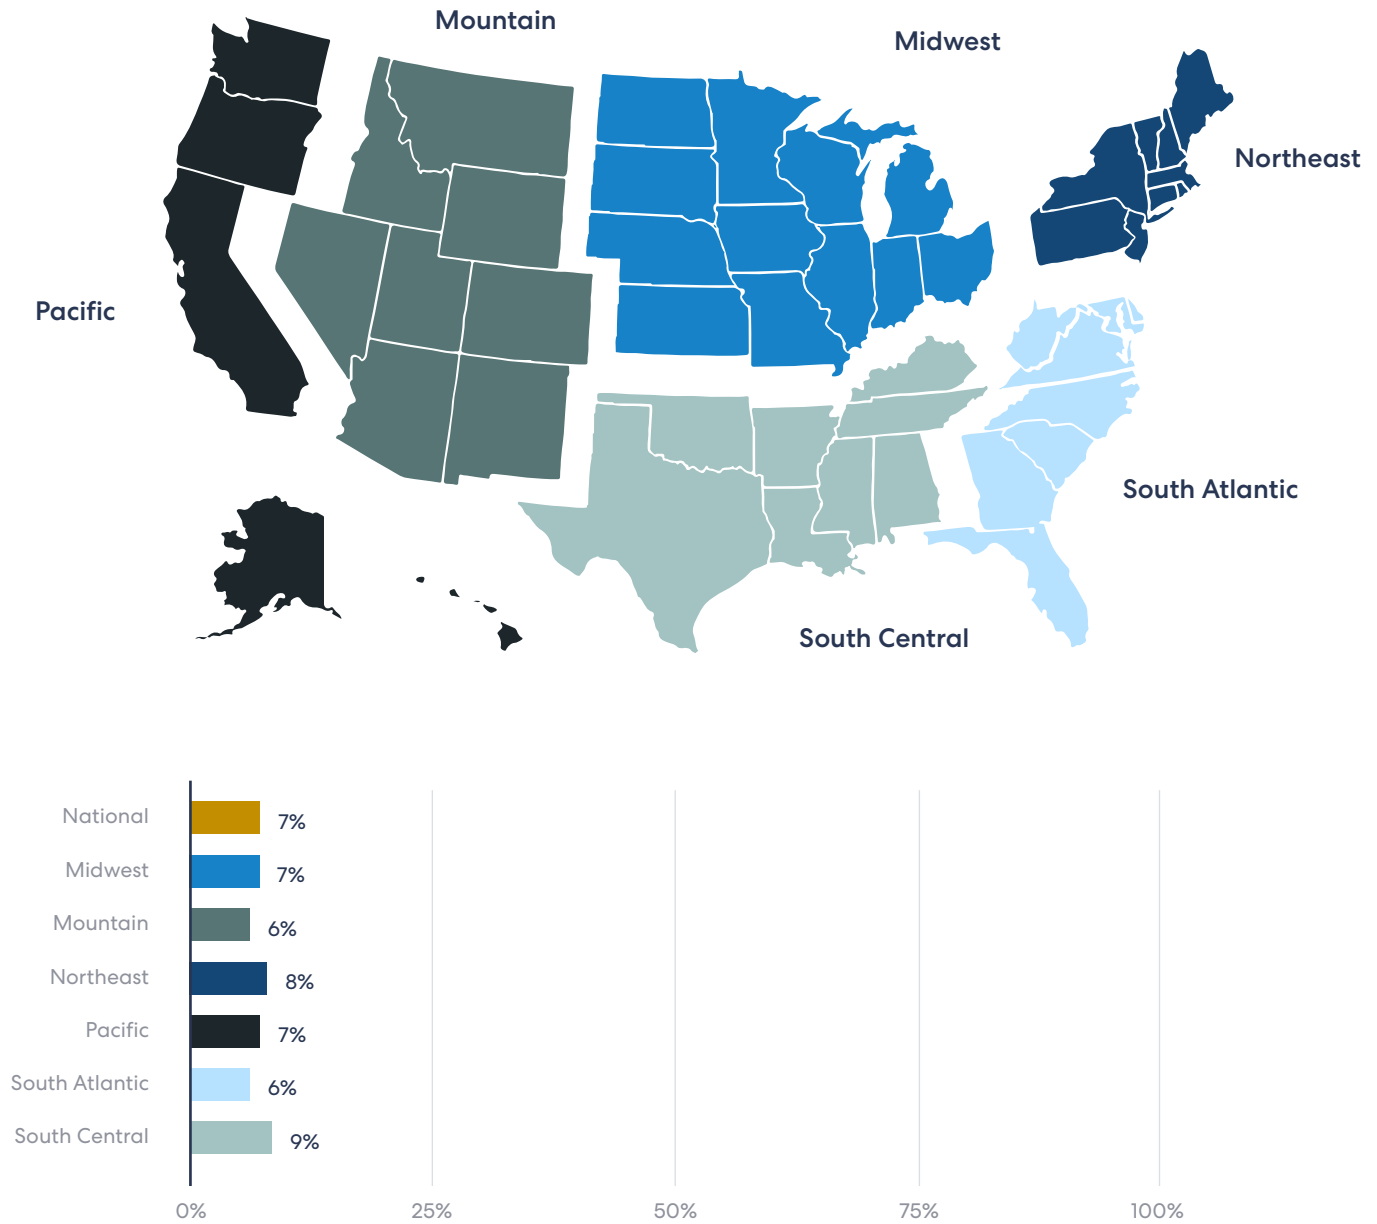 Mountain
Midwest
Northeast
Pacific
South Atlantic
South Central
National 7%
Midwest 7%
Mountain 6%
Northeast 8%
Pacific 7%
South Atlantic 6%
South Central 9%
0% 25% 50% 75% 100%